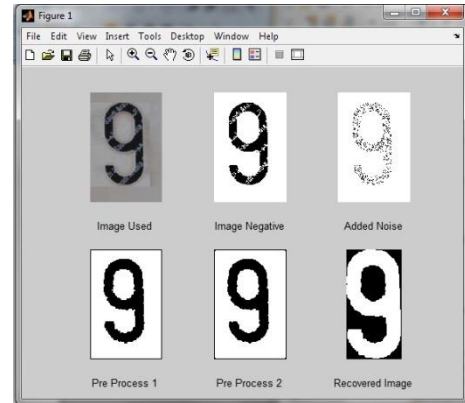 Figure 1
File Edit View Insert Tools Desktop Window Help
9 9 9
Image Used Image Negative Added Noise
9 9 9
Pre Process 1 Pre Process 2 Recovered Image